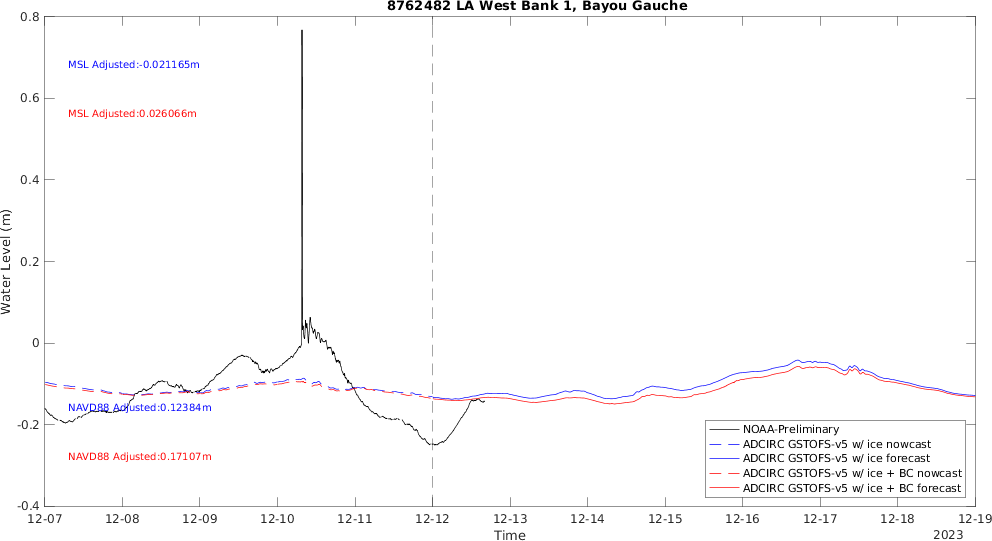 8762482 LA West Bank 1, Bayou Gauche
0.8
MSL Adjusted:-0.021165m
0.6
MSL Adjusted:0.026066m
0.4
0.2
Water Level (m)
0
NAVD88 Adjusted:0.12384m
-0.2
NAVD88 Adjusted:0.17107m
NOAA-Preliminary
ADCIRC GSTOFS-v5 w/ ice nowcast
ADCIRC GSTOFS-v5 w/ ice forecast
ADCIRC GSTOFS-v5 w/ ice + BC nowcast
ADCIRC GSTOFS-v5 w/ ice + BC forecast
-0.4
12-07 12-08 12-09 12-10 12-11 12-12 12-13 12-14 12-15 12-16 12-17 12-18 12-19
Time
2023